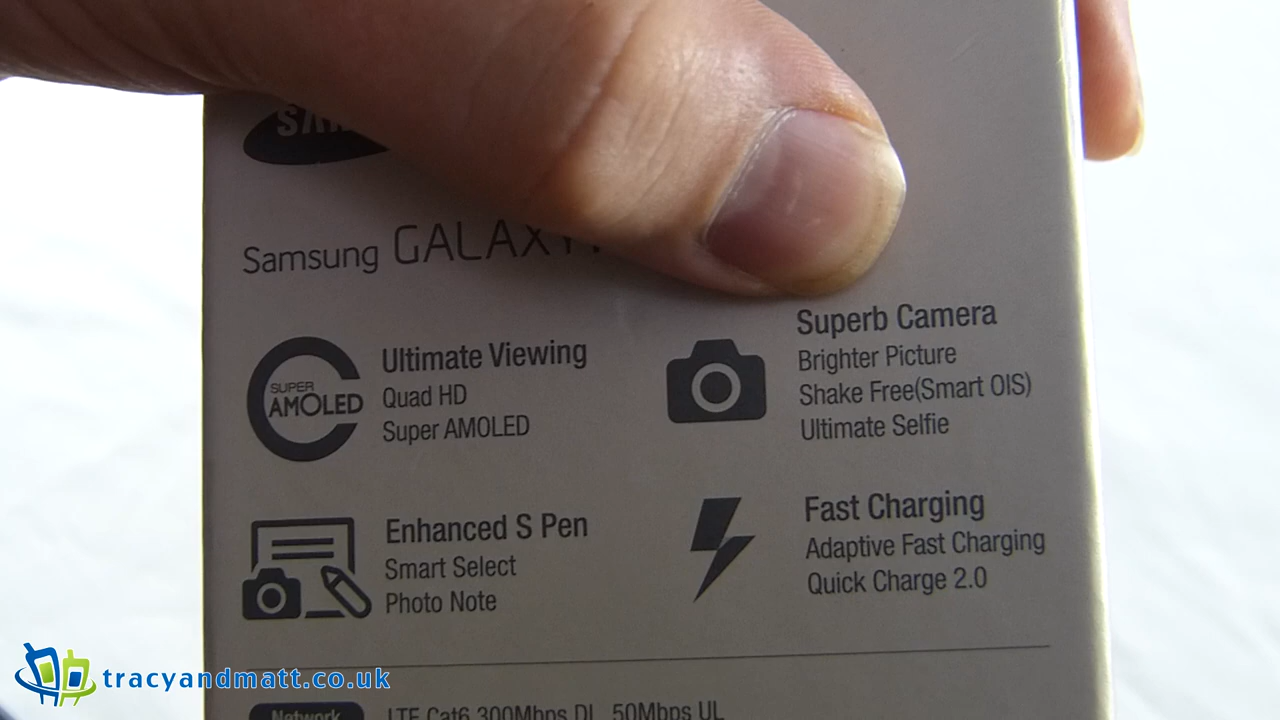 Samsung GALAXY
SUPER
AMOLED
Ultimate Viewing
Quad HD
Super AMOLED
Superb Camera
Brighter Picture
Shake Free(Smart OIS)
Ultimate Selfie
Enhanced S Pen
Smart Select
Photo Note
Fast Charging
Adaptive Fast Charging
Quick Charge 2.0
Network LTE Cat6 300Mbps DL, 50Mbps UL
tracyandmatt.co.uk